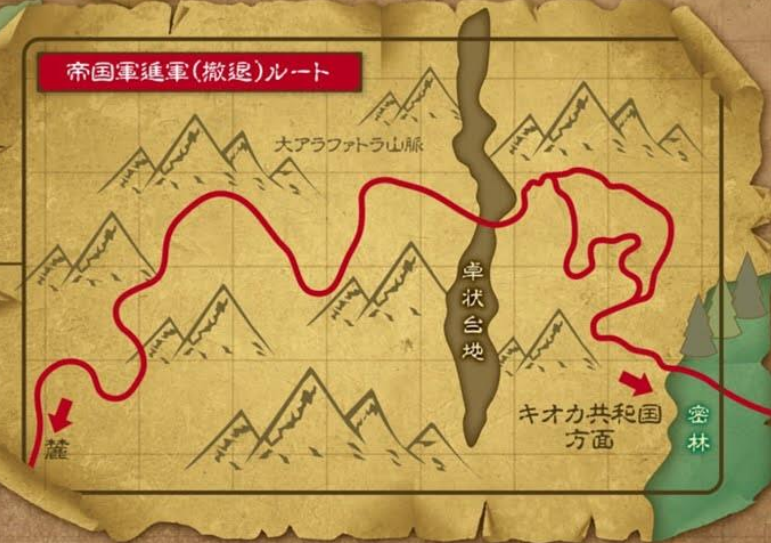 帝国軍進軍(撤退)ルート
大アラファトラ山脈
卓状台地
キオカ共和国
方面
密林
麓